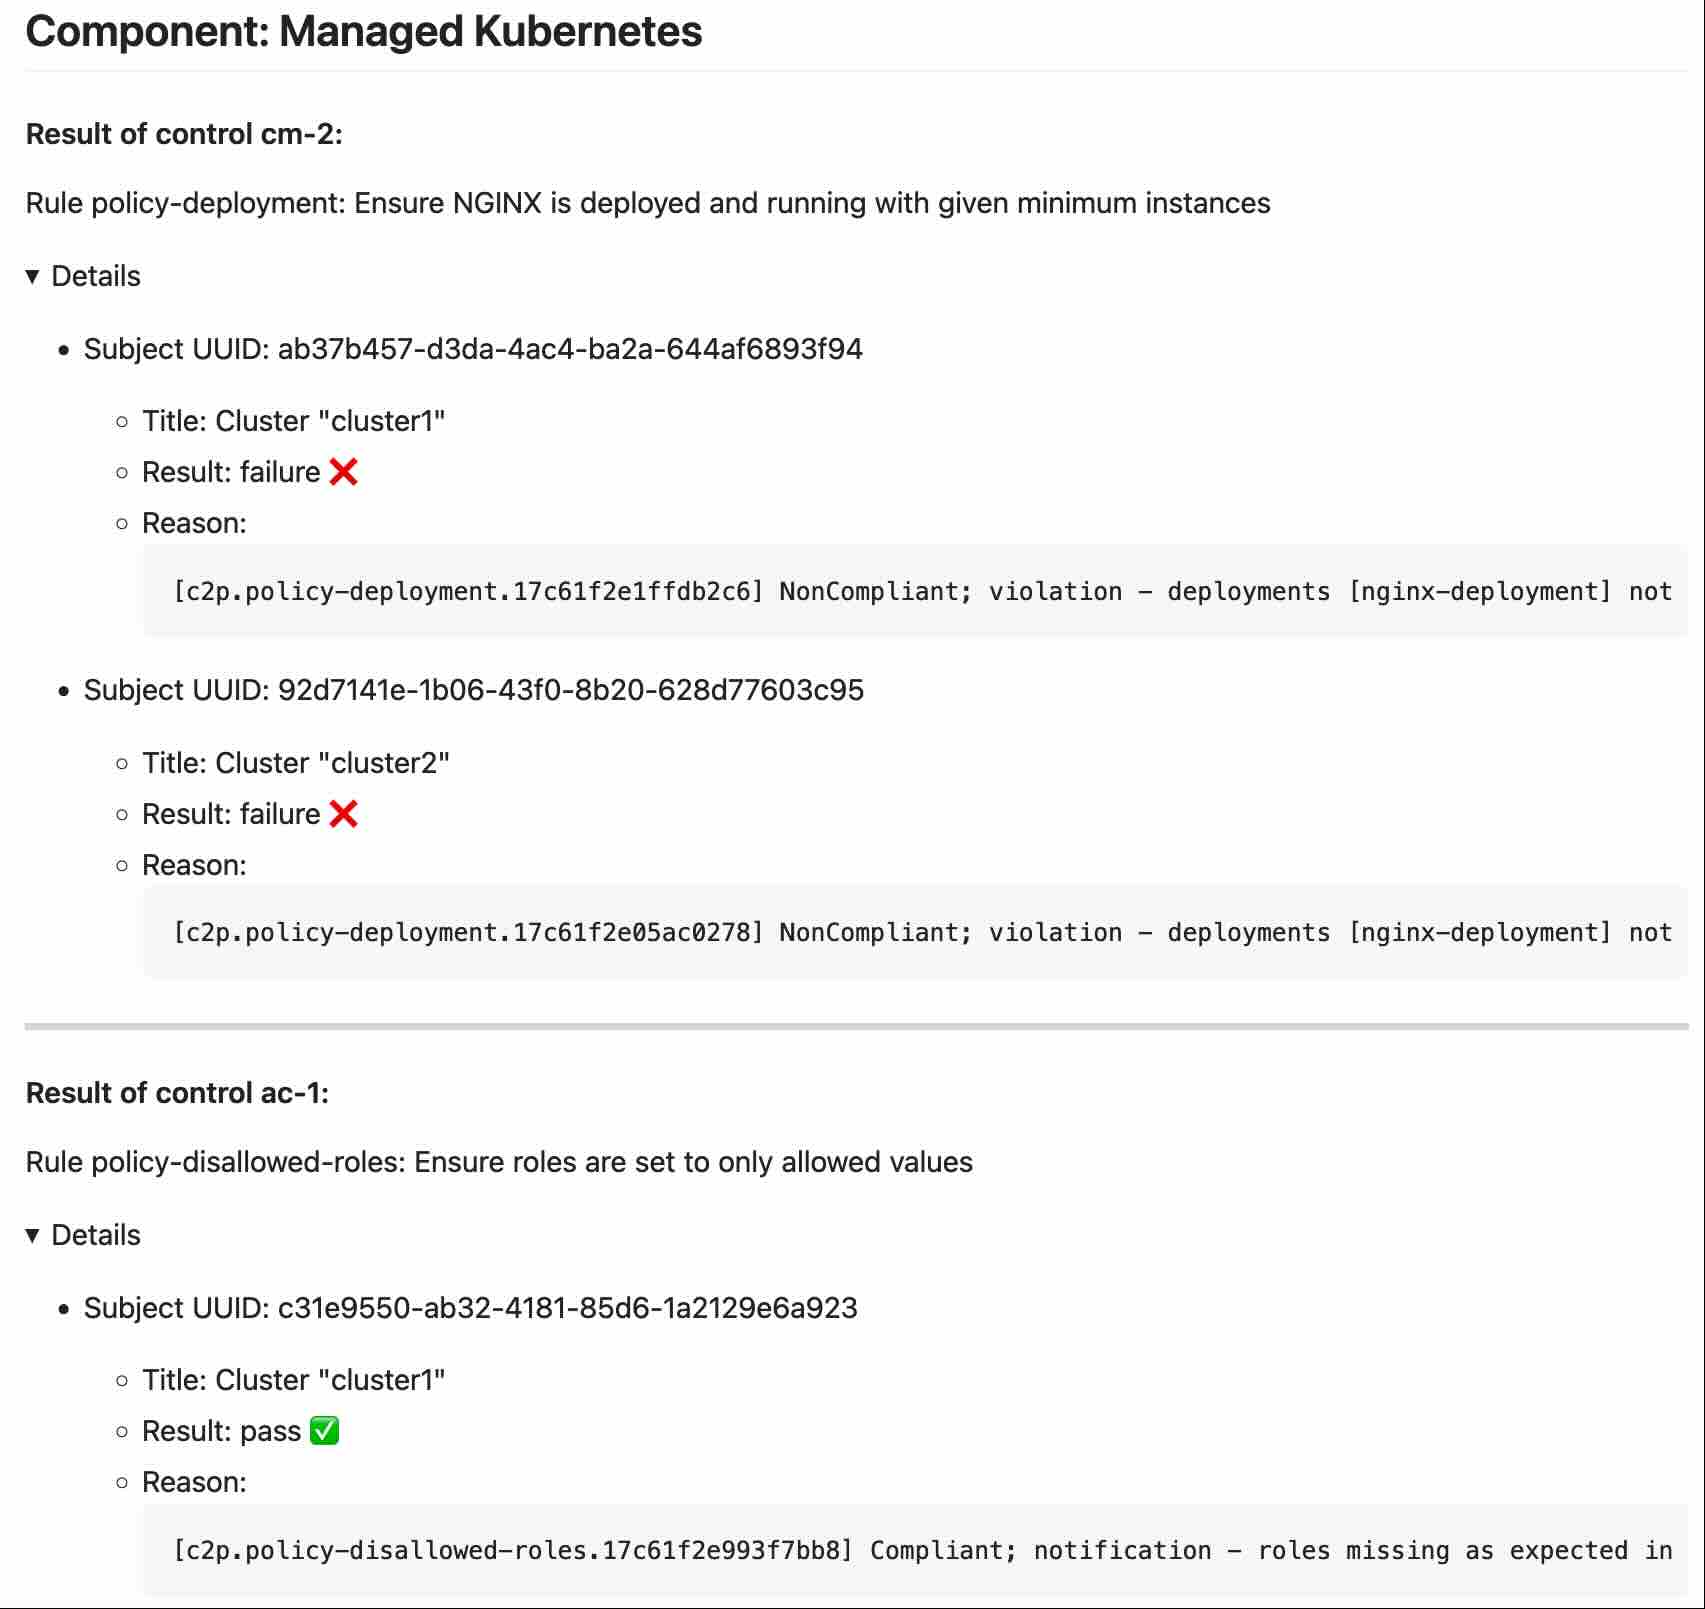 Component: Managed Kubernetes
Result of control cm-2:
Rule policy-deployment: Ensure NGINX is deployed and running with given minimum instances
▼ Details
• Subject UUID: ab37b457-d3da-4ac4-ba2a-644af6893f94
◦ Title: Cluster "cluster1"
◦ Result: failure ❌
◦ Reason:
[c2p.policy-deployment.17c61f2e1ffdb2c6] NonCompliant; violation - deployments [nginx-deployment] not
• Subject UUID: 92d7141e-1b06-43f0-8b20-628d77603c95
◦ Title: Cluster "cluster2"
◦ Result: failure ❌
◦ Reason:
[c2p.policy-deployment.17c61f2e05ac0278] NonCompliant; violation - deployments [nginx-deployment] not
Result of control ac-1:
Rule policy-disallowed-roles: Ensure roles are set to only allowed values
▼ Details
• Subject UUID: c31e9550-ab32-4181-85d6-1a2129e6a923
◦ Title: Cluster "cluster1"
◦ Result: pass ✅
◦ Reason:
[c2p.policy-disallowed-roles.17c61f2e993f7bb8] Compliant; notification - roles missing as expected in